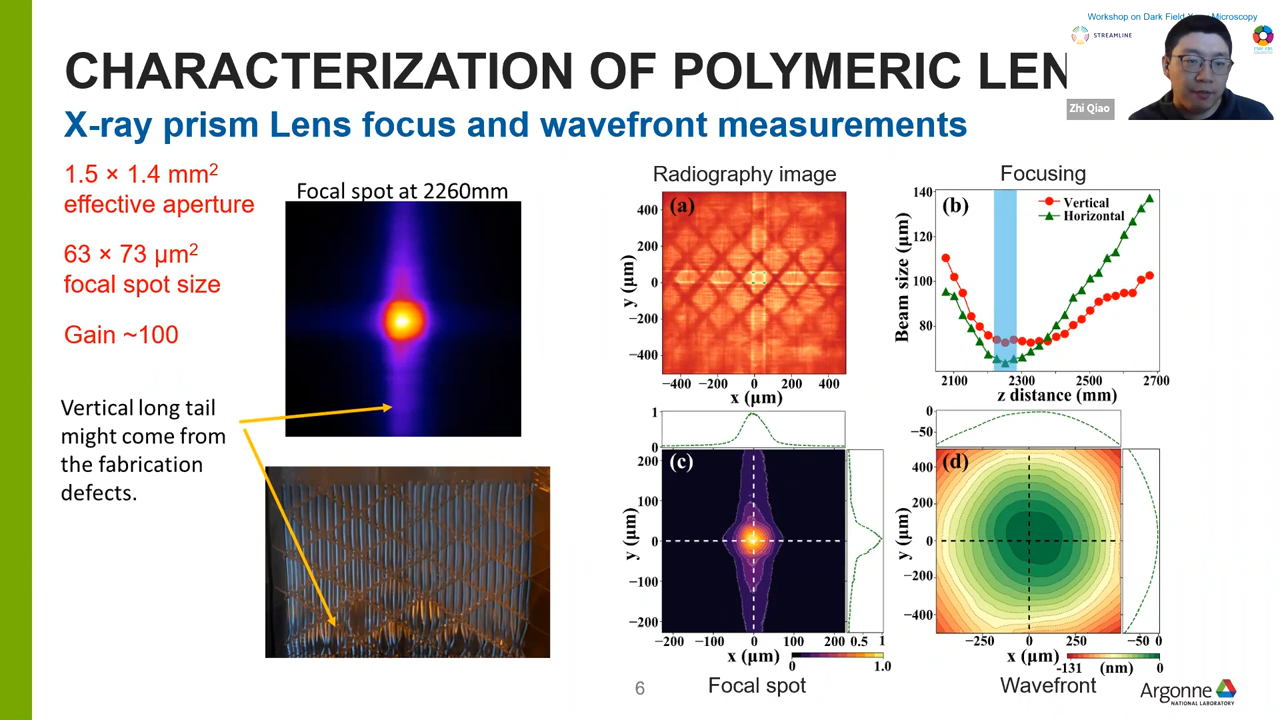 Workshop on Dark Field
Microscopy
STREAMLINE
CHARACTERIZATION OF POLYMERIC LEN
Zhi Qiao
X-ray prism Lens focus and wavefront measurements
1.5 × 1.4 mm²
effective aperture
63 × 73 µm²
focal spot size
Gain ~100
Vertical long tail
might come from
the fabrication
defects.
Focal spot at 2260mm
Radiography image
(a)
400
200
0
−200
−400
y (µm)
−400 −200 0 200 400
x (µm)
Focusing
(b)
Vertical
Horizontal
140
120
100
80
Beam size (µm)
2100 2300 2500 2700
z distance (mm)
1
0
(c)
200
100
0
−100
−200
y (µm)
−200 −100 0 100 200
0.5 1
x (µm)
0 1.0
Focal spot
0
−50
(d)
400
200
0
−200
−400
y (µm)
−250 0 250
−50 0
x (µm)
-131 (nm) 0
Wavefront
6
Argonne
NATIONAL LABORATORY